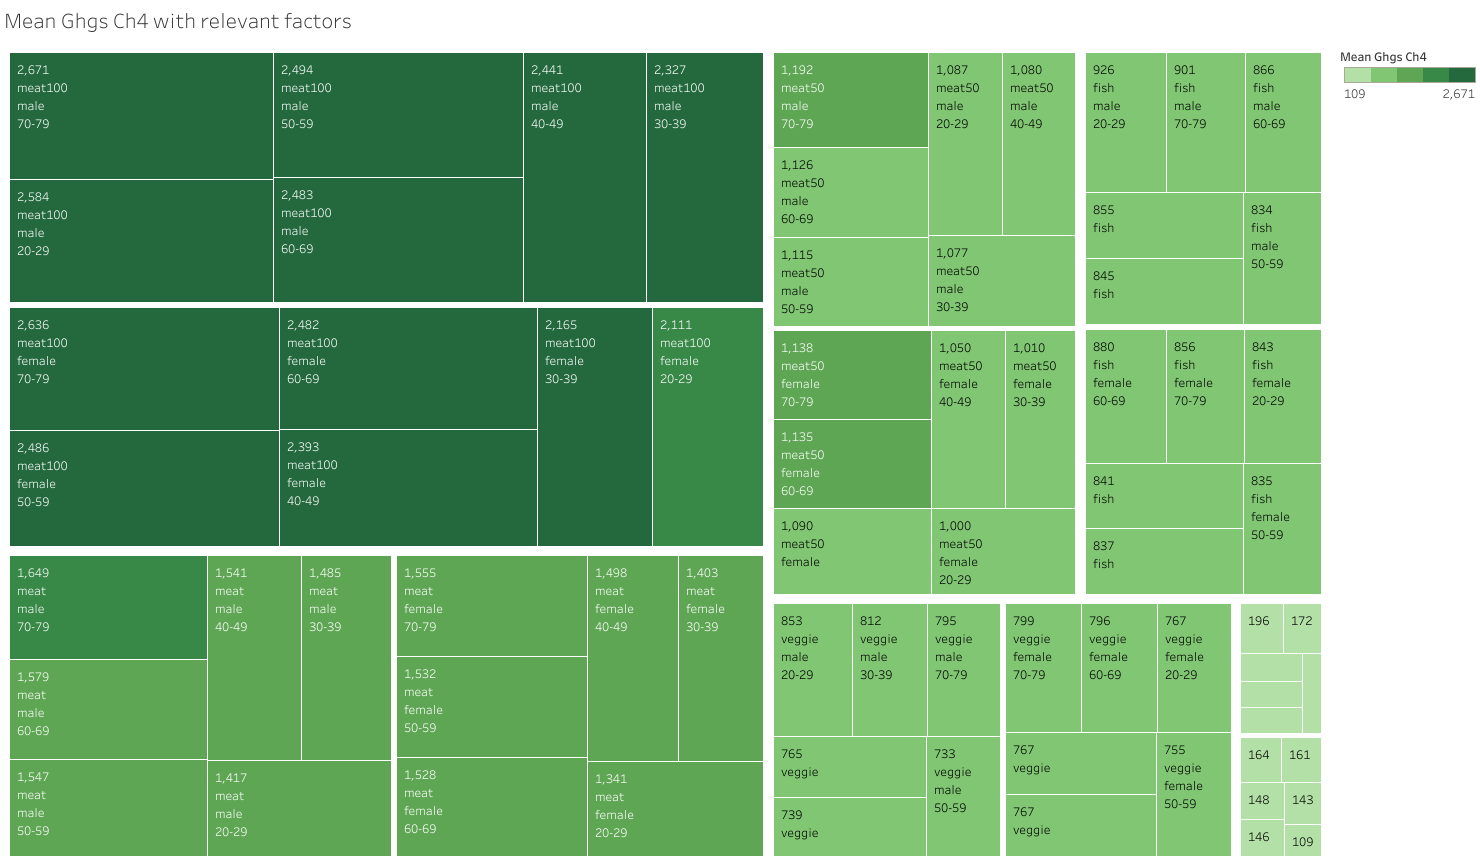 Mean Ghgs Ch4 with relevant factors
2,671
meat100
male
70-79
2,584
meat100
male
20-29
2,494
meat100
male
50-59
2,483
meat100
male
60-69
2,441
meat100
male
40-49
2,327
meat100
male
30-39
2,636
meat100
female
70-79
2,486
meat100
female
50-59
2,482
meat100
female
60-69
2,393
meat100
female
40-49
2,165
meat100
female
30-39
2,111
meat100
female
20-29
1,649
meat
male
70-79
1,579
meat
male
60-69
1,547
meat
male
50-59
1,541
meat
male
40-49
1,485
meat
male
30-39
1,417
meat
male
20-29
1,555
meat
female
70-79
1,532
meat
female
50-59
1,528
meat
female
60-69
1,498
meat
female
40-49
1,403
meat
female
30-39
1,341
meat
female
20-29
1,192
meat50
male
70-79
1,126
meat50
male
60-69
1,115
meat50
male
50-59
1,087
meat50
male
20-29
1,080
meat50
male
40-49
1,077
meat50
male
30-39
1,138
meat50
female
70-79
1,135
meat50
female
60-69
1,090
meat50
female
1,050
meat50
female
40-49
1,010
meat50
female
30-39
1,000
meat50
female
20-29
926
fish
male
20-29
901
fish
male
70-79
866
fish
male
60-69
855
fish
845
fish
834
fish
male
50-59
880
fish
female
60-69
856
fish
female
70-79
843
fish
female
20-29
841
fish
837
fish
835
fish
female
50-59
853
veggie
male
20-29
812
veggie
male
30-39
795
veggie
male
70-79
765
veggie
739
veggie
733
veggie
male
50-59
799
veggie
female
70-79
796
veggie
female
60-69
767
veggie
female
20-29
767
veggie
767
veggie
755
veggie
female
50-59
196
172
164
161
148
143
146
109
Mean Ghgs Ch4
109
2,671